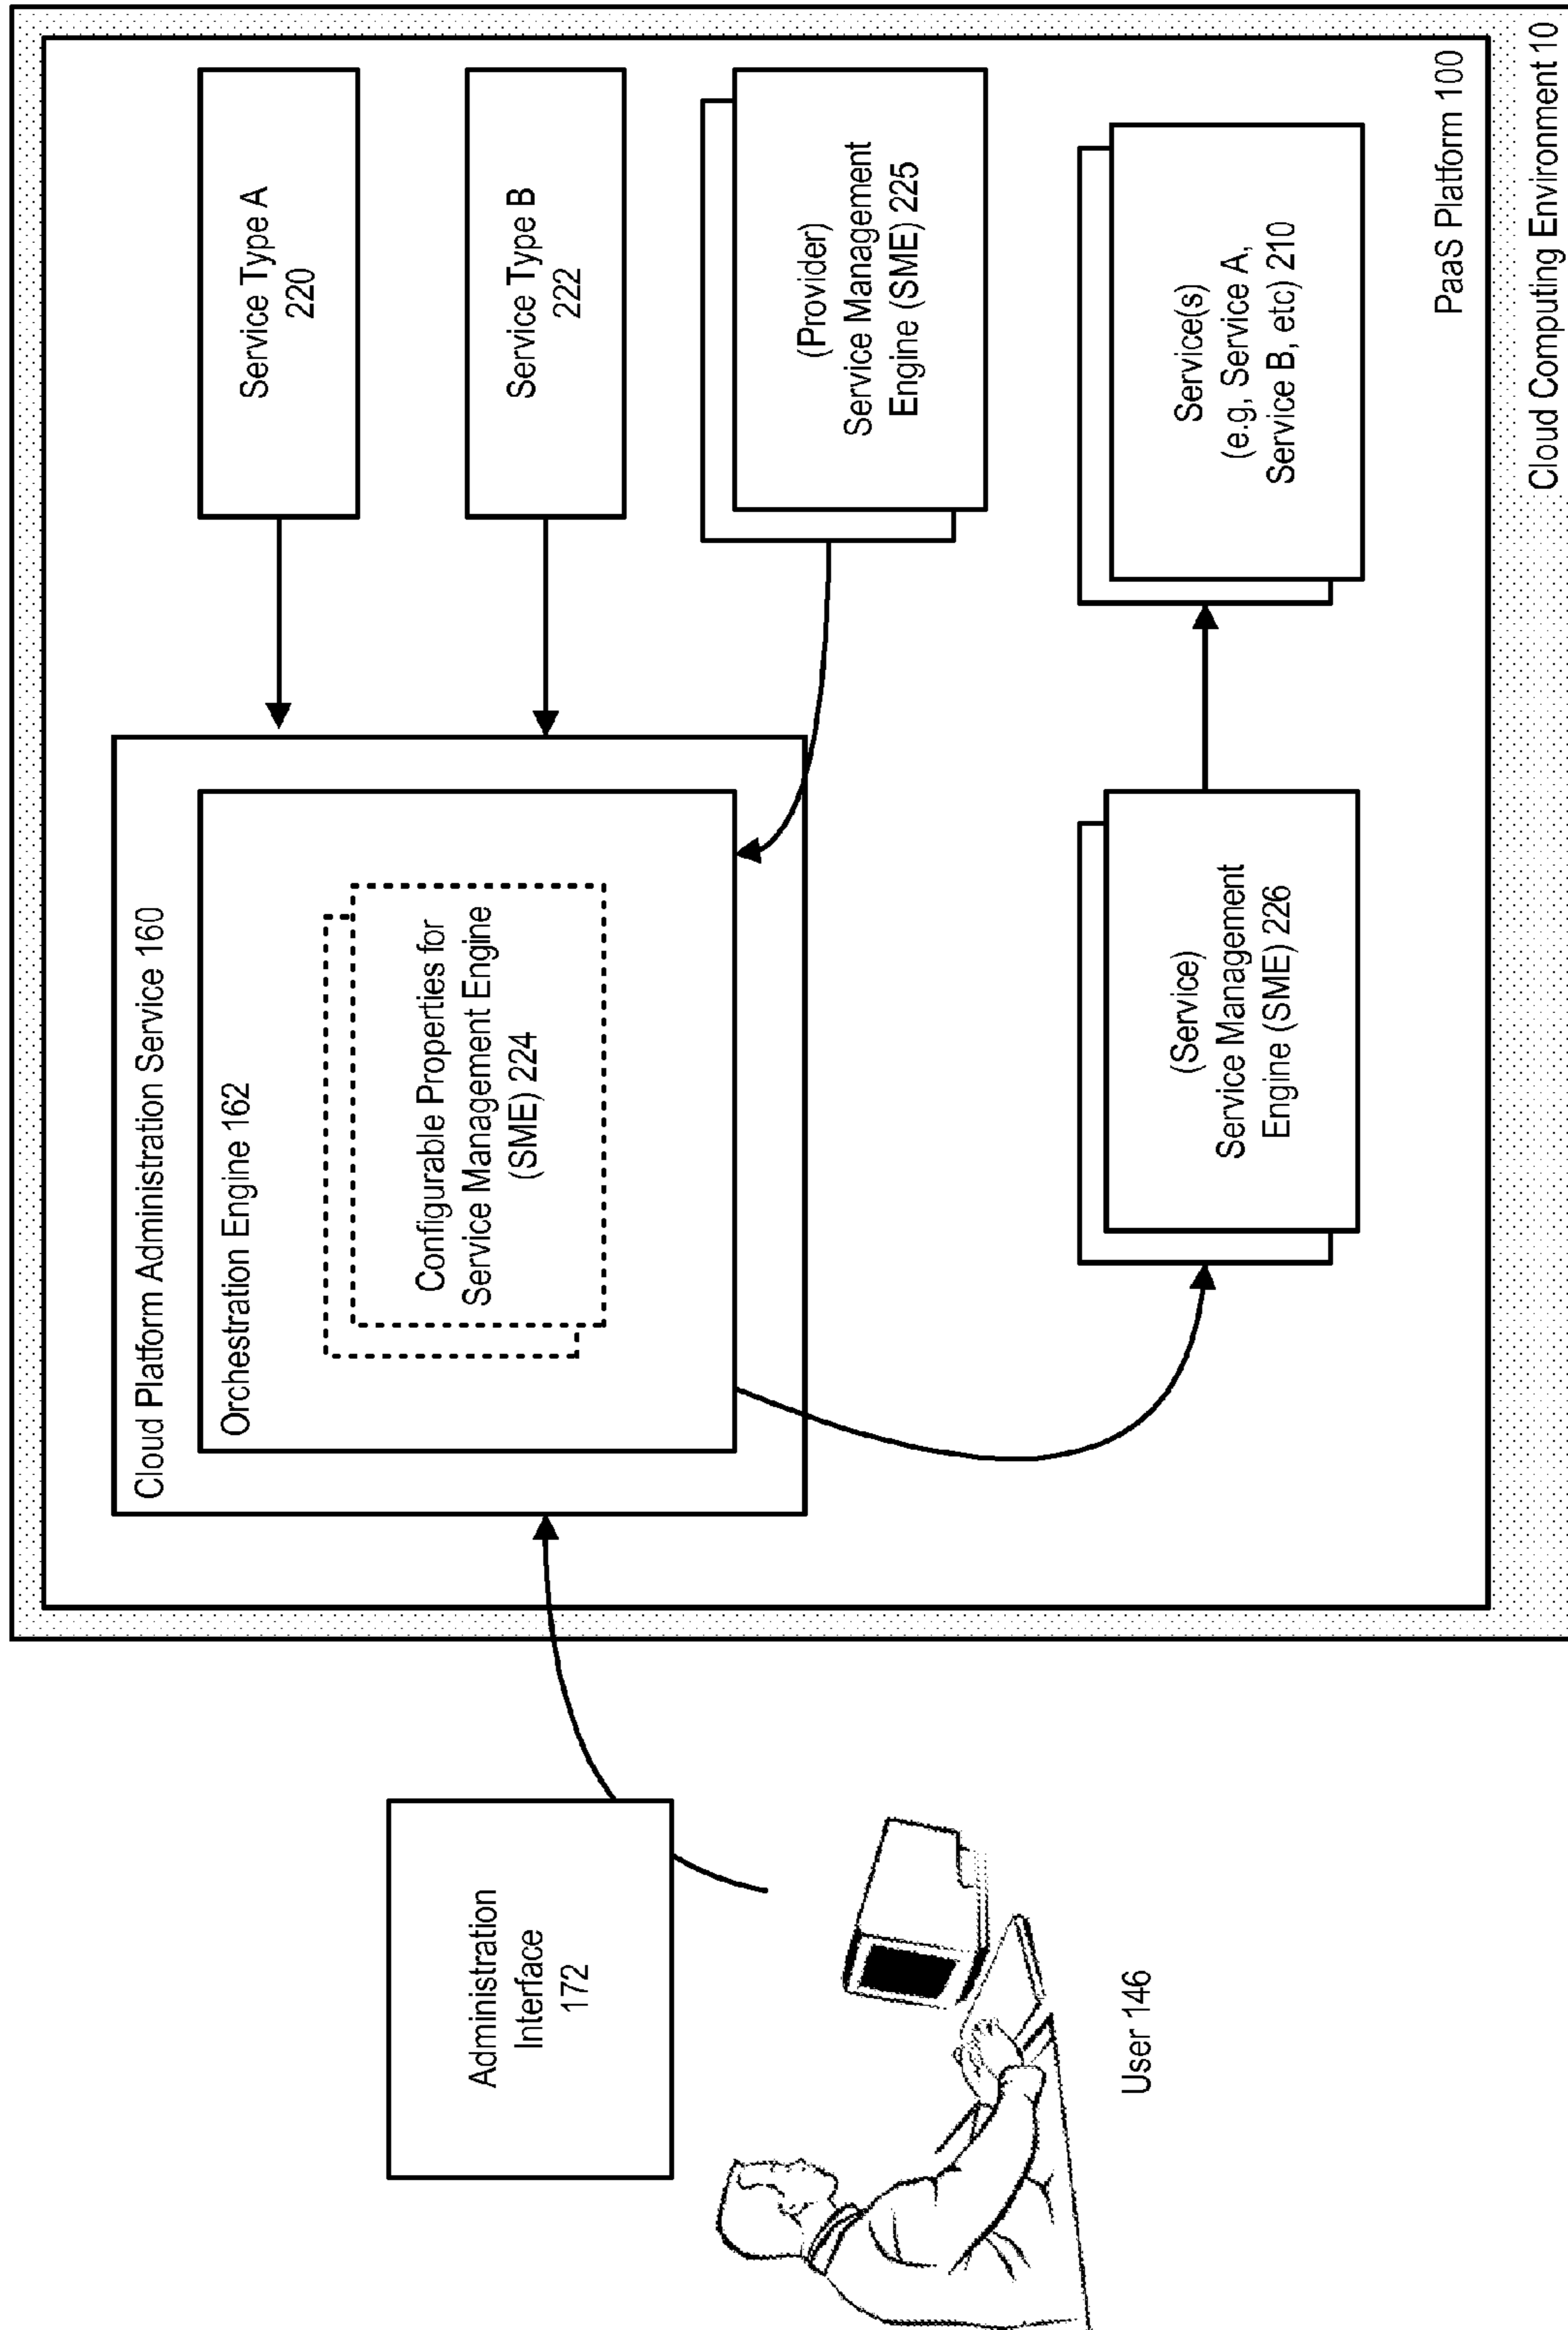 Cloud Platform Administration Service 160
Orchestration Engine 162
Configurable Properties for
Service Management Engine
(SME) 224
Service Type A
220
Service Type B
222
(Provider)
Service Management
Engine (SME) 225
Administration
Interface
172
User 146
(Service)
Service Management
Engine (SME) 226
Service(s)
(e.g, Service A,
Service B, etc) 210
PaaS Platform 100
Cloud Computing Environment 10